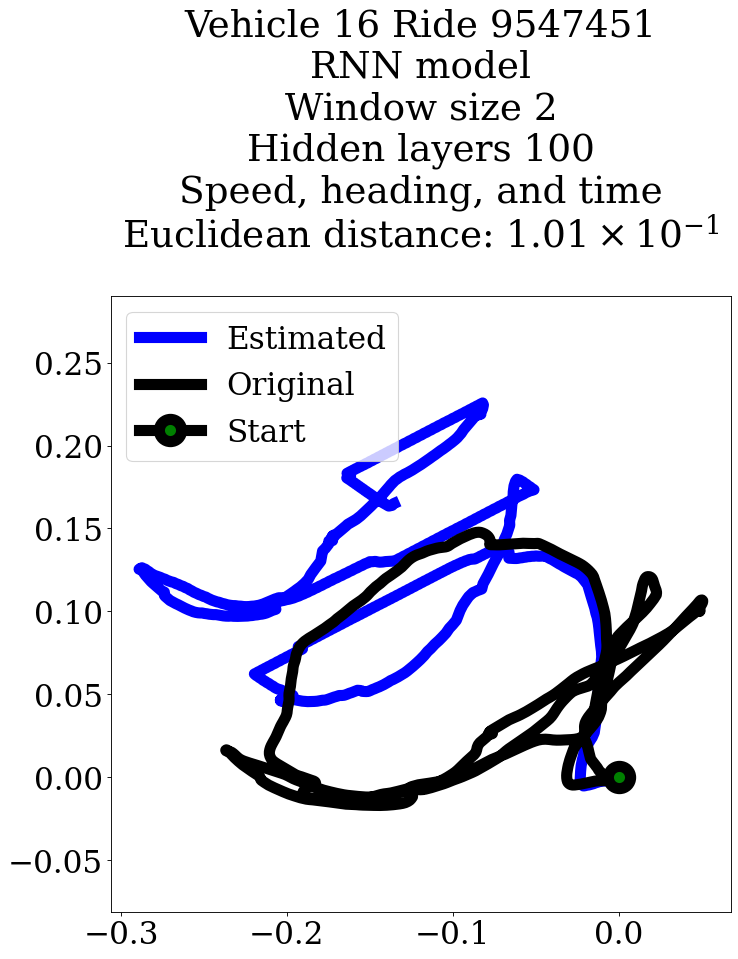 Vehicle 16 Ride 9547451
RNN model
Window size 2
Hidden layers 100
Speed, heading, and time
Euclidean distance: 1.01 × 10⁻¹
Estimated
Original
Start
0.25
0.20
0.15
0.10
0.05
0.00
−0.05
−0.3 −0.2 −0.1 0.0